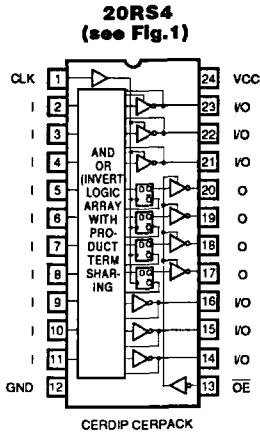 20RS4
(see Fig.1)
CLK 1 24 VCC
I 2 23 I/O
I 3 22 I/O
I 4 21 I/O
I 5 20 O
I 6 19 O
I 7 18 O
I 8 17 O
I 9 16 I/O
I 10 15 I/O
I 11 14 I/O
GND 12 13 OE
AND
OR
(INVERT)
LOGIC
ARRAY
WITH
PRO-
DUCT
TERM
SHAR-
ING
CERDIP CERPACK